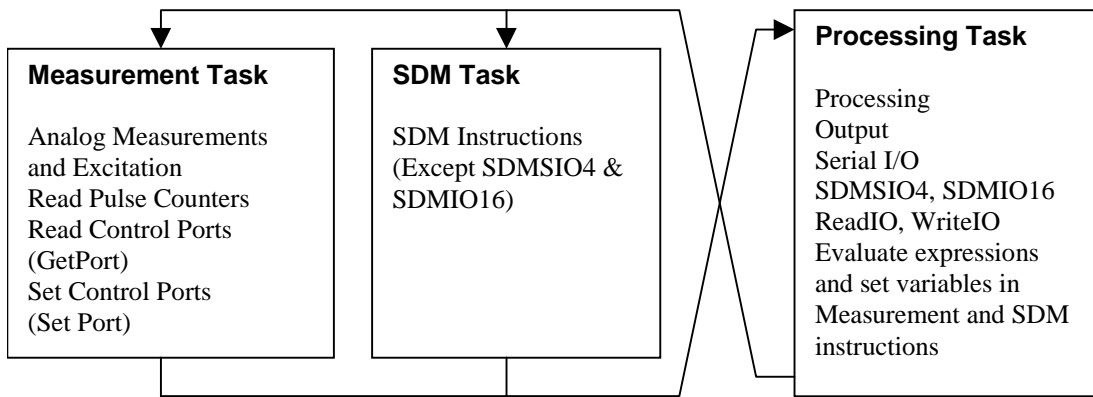 Measurement Task
Analog Measurements
and Excitation
Read Pulse Counters
Read Control Ports
(GetPort)
Set Control Ports
(Set Port)
SDM Task
SDM Instructions
(Except SDMSIO4 &
SDMIO16)
Processing Task
Processing
Output
Serial I/O
SDMSIO4, SDMIO16
ReadIO, WriteIO
Evaluate expressions
and set variables in
Measurement and SDM
instructions